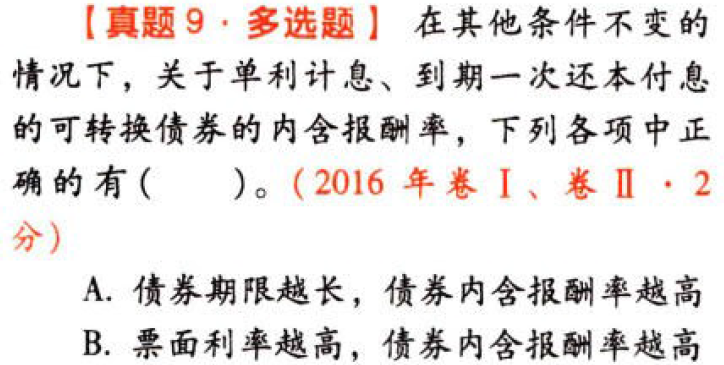 【真题9·多选题】 在其他条件不变的
情况下，关于单利计息、到期一次还本付息
的可转换债券的内含报酬率，下列各项中正
确的有(　　)。(2016 年卷Ⅰ、卷Ⅱ·2
分)
A. 债券期限越长，债券内含报酬率越高
B. 票面利率越高，债券内含报酬率越高